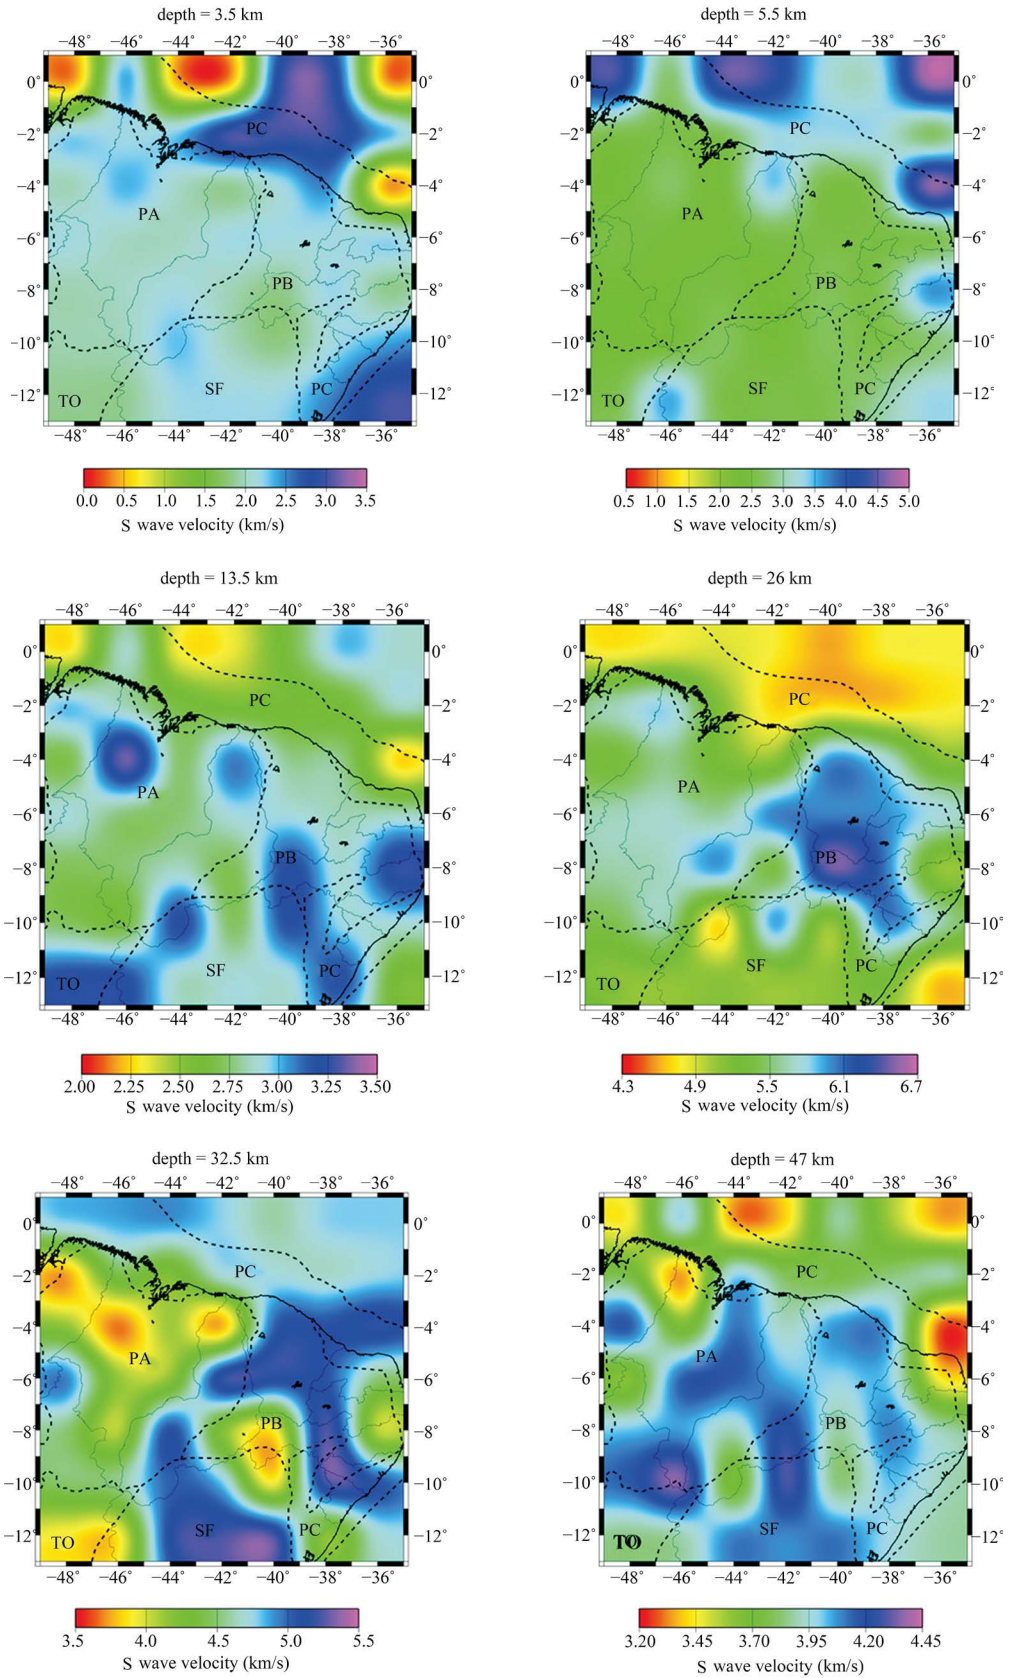 depth = 3.5 km
−48 −46 −44 −42 −40 −38 −36
0°
−2°
−4°
−6°
−8°
−10°
−12°
0°
−2°
−4°
−6°
−8°
−10°
−12°
PC
PA
PB
SF
PC
TO
−48 −46 −44 −42 −40 −38 −36
0.0 0.5 1.0 1.5 2.0 2.5 3.0 3.5
S wave velocity (km/s)
depth = 5.5 km
−48 −46 −44 −42 −40 −38 −36
0°
−2°
−4°
−6°
−8°
−10°
−12°
0°
−2°
−4°
−6°
−8°
−10°
−12°
PC
PA
PB
SF
PC
TO
−48 −46 −44 −42 −40 −38 −36
0.5 1.0 1.5 2.0 2.5 3.0 3.5 4.0 4.5 5.0
S wave velocity (km/s)
depth = 13.5 km
−48 −46 −44 −42 −40 −38 −36
0°
−2°
−4°
−6°
−8°
−10°
−12°
0°
−2°
−4°
−6°
−8°
−10°
−12°
PC
PA
PB
SF
PC
TO
−48 −46 −44 −42 −40 −38 −36
2.00 2.25 2.50 2.75 3.00 3.25 3.50
S wave velocity (km/s)
depth = 26 km
−48 −46 −44 −42 −40 −38 −36
0°
−2°
−4°
−6°
−8°
−10°
−12°
0°
−2°
−4°
−6°
−8°
−10°
−12°
PC
PA
PB
SF
PC
TO
−48 −46 −44 −42 −40 −38 −36
4.3 4.9 5.5 6.1 6.7
S wave velocity (km/s)
depth = 32.5 km
−48 −46 −44 −42 −40 −38 −36
0°
−2°
−4°
−6°
−8°
−10°
−12°
0°
−2°
−4°
−6°
−8°
−10°
−12°
PC
PA
PB
SF
PC
TO
−48 −46 −44 −42 −40 −38 −36
3.5 4.0 4.5 5.0 5.5
S wave velocity (km/s)
depth = 47 km
−48 −46 −44 −42 −40 −38 −36
0°
−2°
−4°
−6°
−8°
−10°
−12°
0°
−2°
−4°
−6°
−8°
−10°
−12°
PC
PA
PB
SF
PC
TO
−48 −46 −44 −42 −40 −38 −36
3.20 3.45 3.70 3.95 4.20 4.45
S wave velocity (km/s)